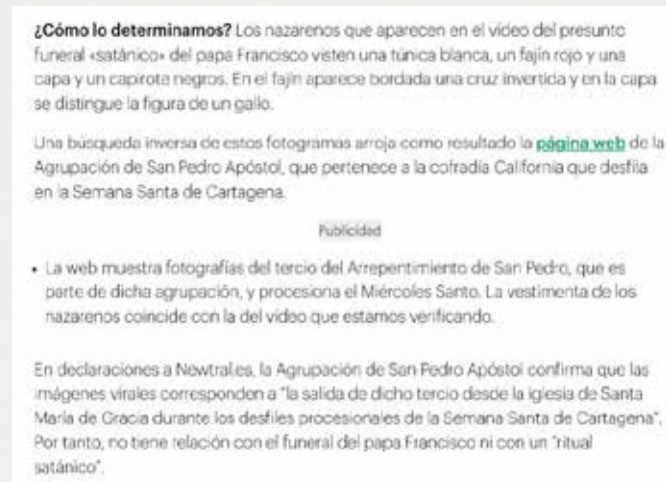 ¿Cómo lo determinamos? Los nazarenos que aparecen en el vídeo del presunto
funeral «satánico» del papa Francisco visten una túnica blanca, un fajín rojo y una
capa y un capirote negros. En el fajín aparece bordada una cruz invertida y en la capa
se distingue la figura de un gallo.
Una búsqueda inversa de estos fotogramas arroja como resultado la página web de la
Agrupación de San Pedro Apóstol, que pertenece a la cofradía California que desfila
en la Semana Santa de Cartagena.
Publicidad
• La web muestra fotografías del tercio del Arrepentimiento de San Pedro, que es
parte de dicha agrupación, y procesiona el Miércoles Santo. La vestimenta de los
nazarenos coincide con la del vídeo que estamos verificando.
En declaraciones a Newtral.es, la Agrupación de San Pedro Apóstol confirma que las
imágenes virales corresponden a "la salida de dicho tercio desde la iglesia de Santa
María de Gracia durante los desfiles procesionales de la Semana Santa de Cartagena".
Por tanto, no tiene relación con el funeral del papa Francisco ni con un "ritual
satánico".